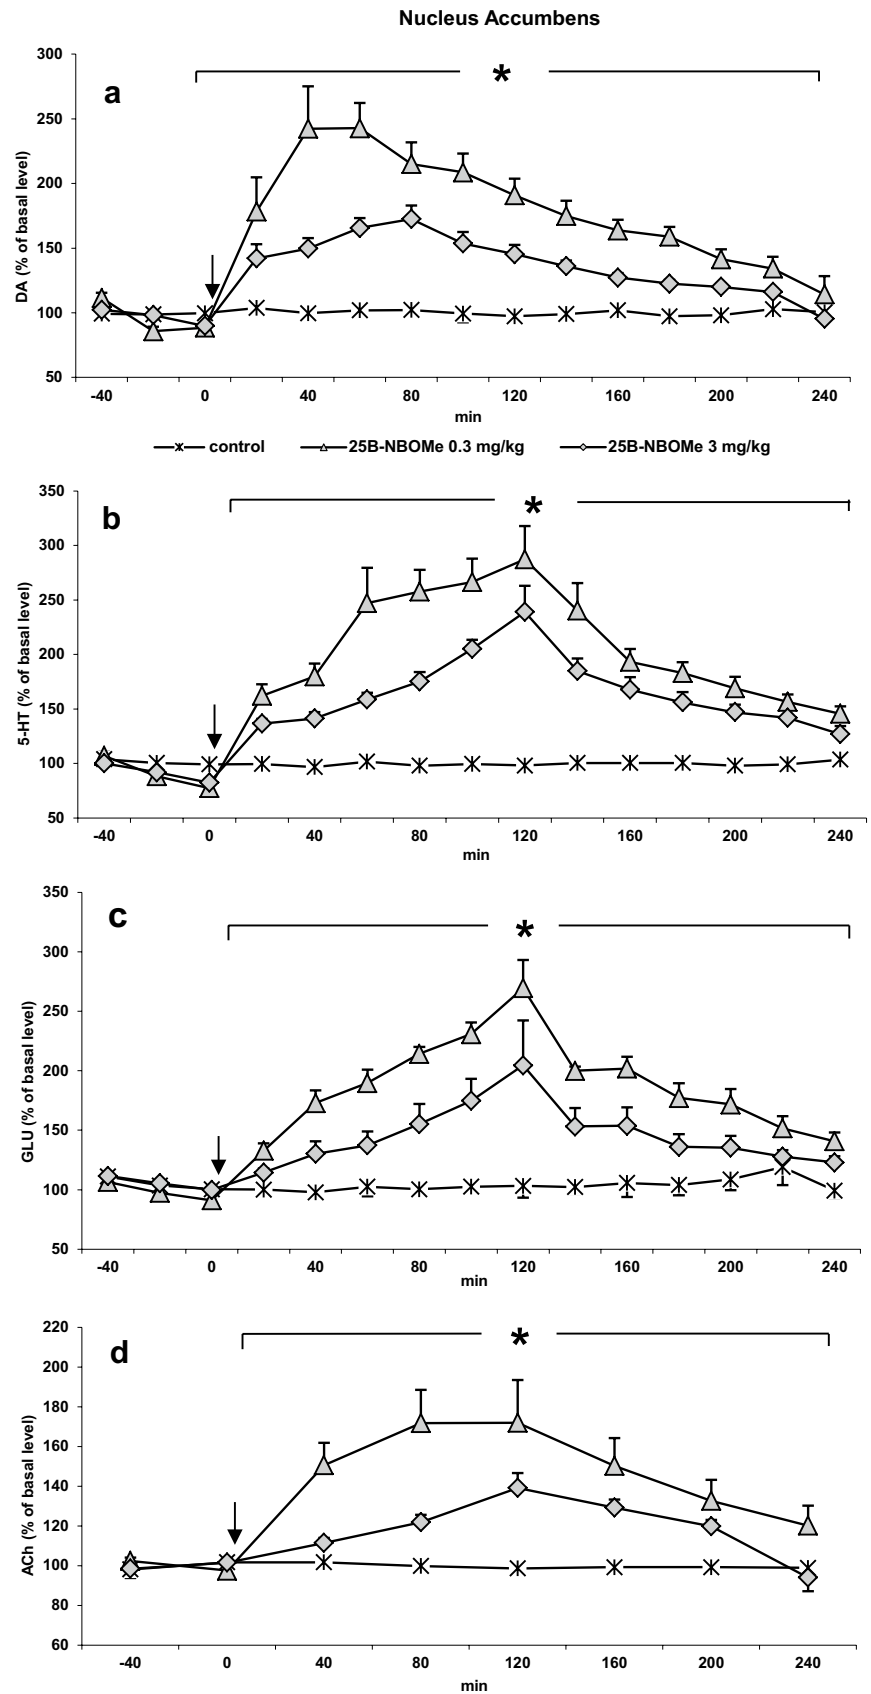 Nucleus Accumbens
a
*
DA (% of basal level)
300
250
200
150
100
50
-40 0 40 80 120 160 200 240
min
control 25B-NBOMe 0.3 mg/kg 25B-NBOMe 3 mg/kg
b
*
5-HT (% of basal level)
350
300
250
200
150
100
50
-40 0 40 80 120 160 200 240
min
c
*
GLU (% of basal level)
350
300
250
200
150
100
50
-40 0 40 80 120 160 200 240
min
d
*
ACh (% of basal level)
220
200
180
160
140
120
100
80
60
-40 0 40 80 120 160 200 240
min